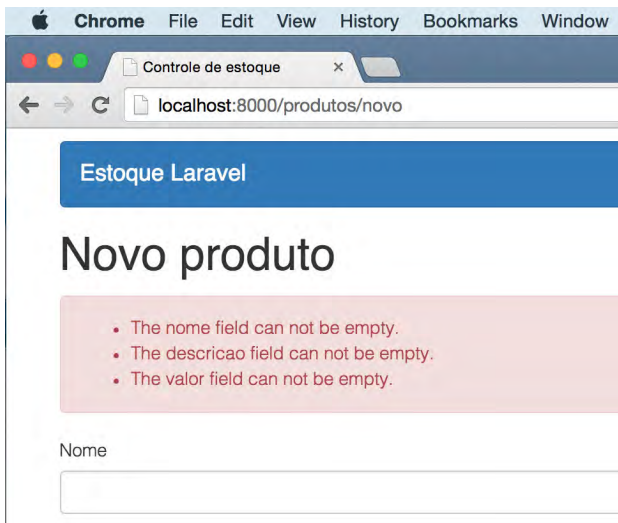 Chrome File Edit View History Bookmarks Window
Controle de estoque ×
localhost:8000/produtos/novo
Estoque Laravel
Novo produto
• The nome field can not be empty.
• The descricao field can not be empty.
• The valor field can not be empty.
Nome